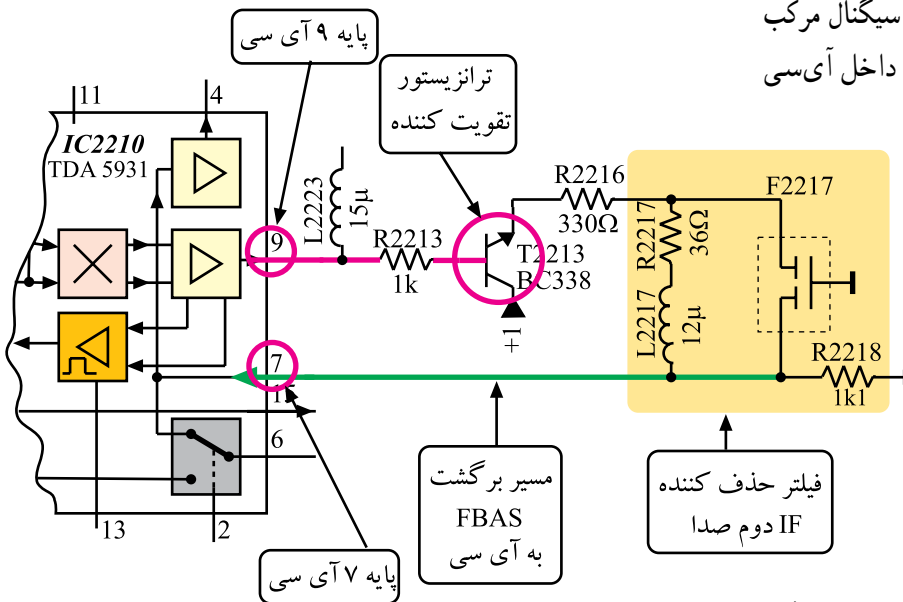 سیگنال مرکب
داخل آی‌سی
پایه ۹ آی سی
ترانزیستور
تقویت کننده
11
4
IC2210
TDA 5931
9
L2223
15µ
R2213
1k
T2213
BC338
+1
R2216
330Ω
R2217
36Ω
L2217
12µ
F2217
R2218
1k1
7
15
6
13
2
مسیر برگشت
FBAS
به آی سی
فیلتر حذف کننده
IF دوم صدا
پایه ۷ آی سی